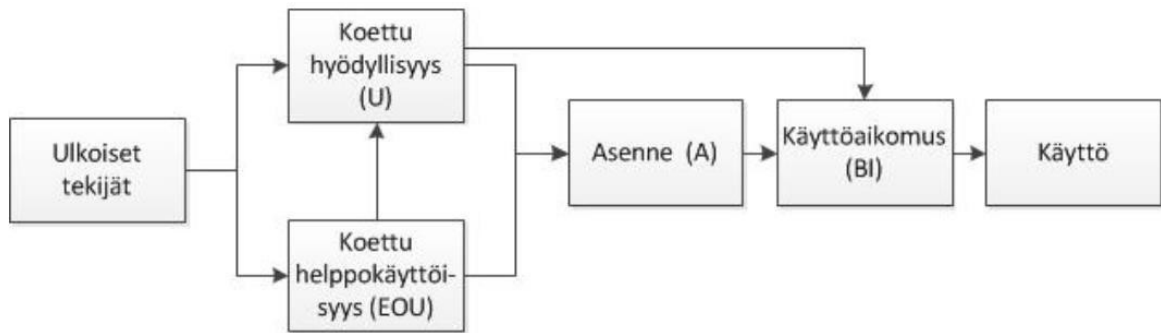 Koettu
hyödyllisyys
(U)
Ulkoiset
tekijät
Koettu
helppokäyttöi-
syys (EOU)
Asenne (A)
Käyttöaikomus
(BI)
Käyttö